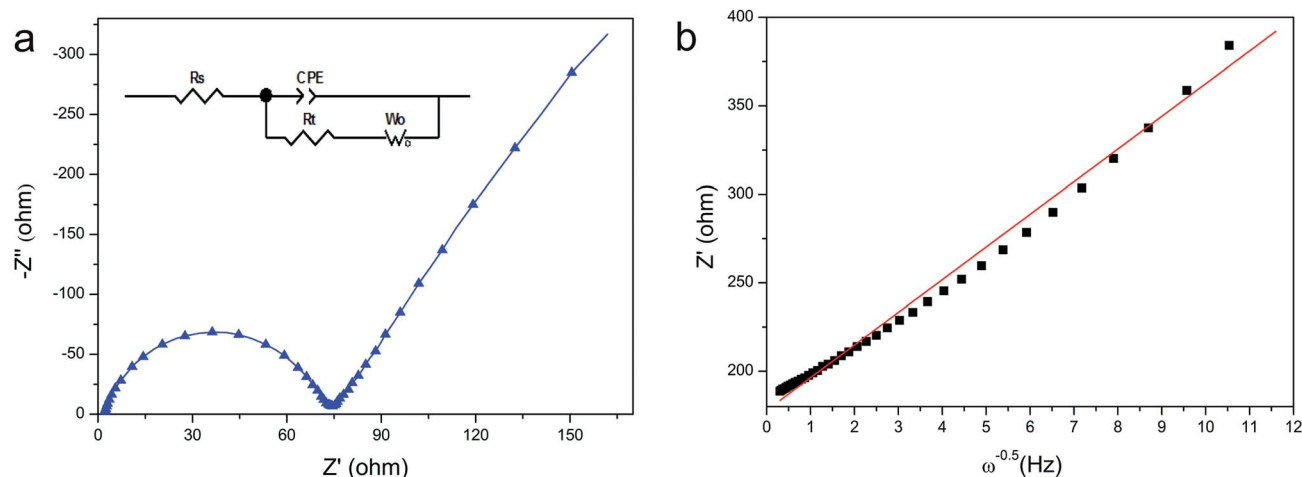 a
-300
-250
-200
-150
-100
-50
0
-Z'' (ohm)
Rs
CPE
Rt
Wo
0 30 60 90 120 150
Z' (ohm)
b
400
350
300
250
200
Z' (ohm)
0 1 2 3 4 5 6 7 8 9 10 11 12
ω-0.5(Hz)